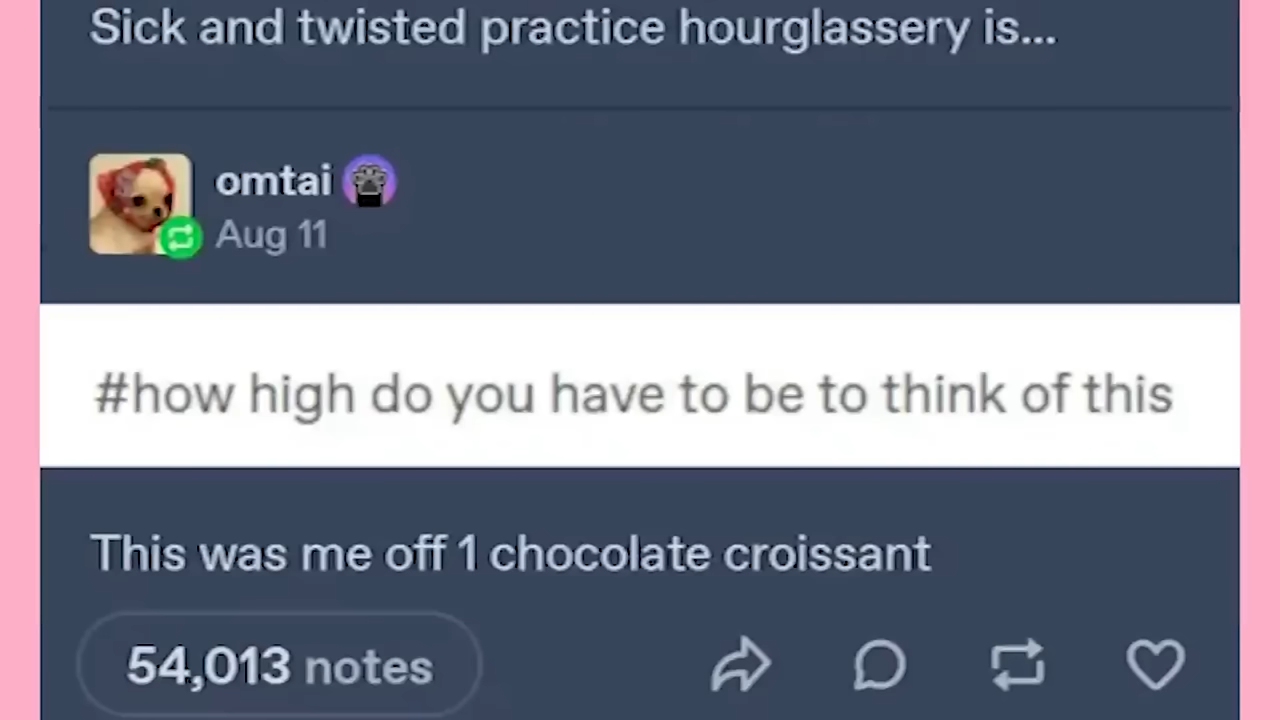 Sick and twisted practice hourglassery is...
omtai
Aug 11
#how high do you have to be to think of this
This was me off 1 chocolate croissant
54,013 notes